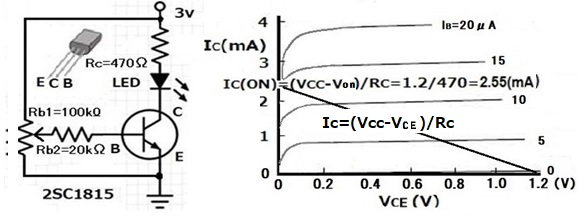 3v
Rc=470Ω
LED
E C B
C
Rb1=100kΩ
Rb2=20kΩ
B
E
2SC1815
Ic(mA)
4
3
2
1
0
IB=20μA
15
10
5
0
Ic(ON)=(VCC-Von)/RC=1.2/470=2.55(mA)
Ic=(Vcc-VCE)/Rc
0 0.2 0.4 0.6 0.8 1.0 1.2 (V)
VCE (V)